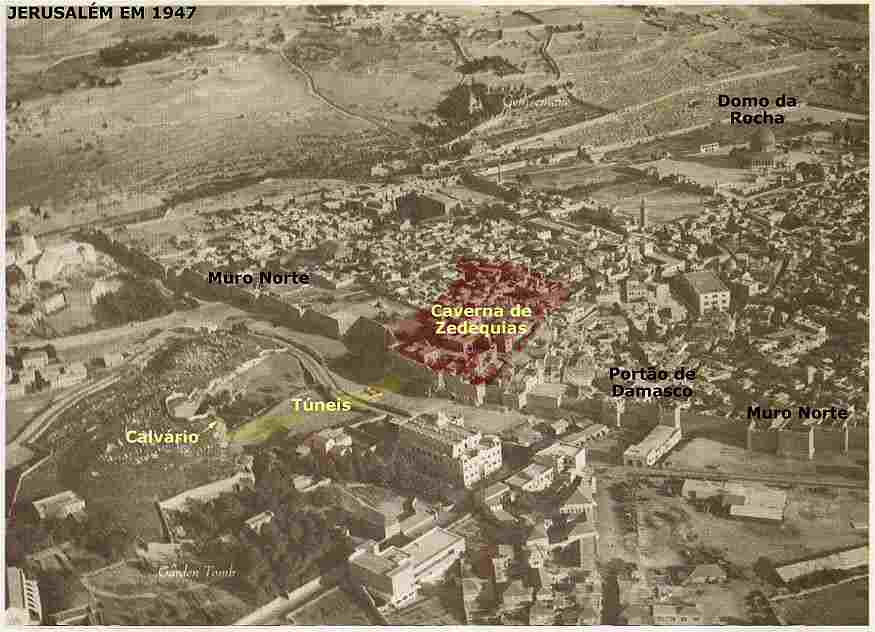 JERUSALÉM EM 1947
Gethsemane
Domo da
Rocha
Muro Norte
Caverna de
Zedequias
Portão de
Damasco
Túneis
Muro Norte
Calvário
Garden Tomb